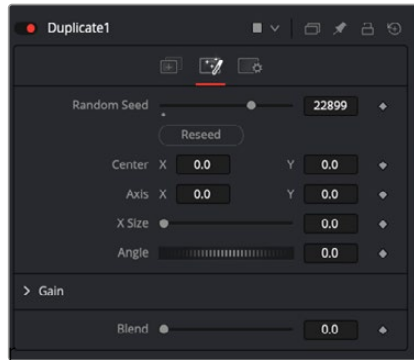 Duplicate1
Random Seed 22899
Reseed
Center X 0.0 Y 0.0
Axis X 0.0 Y 0.0
X Size 0.0
Angle 0.0
Gain
Blend 0.0